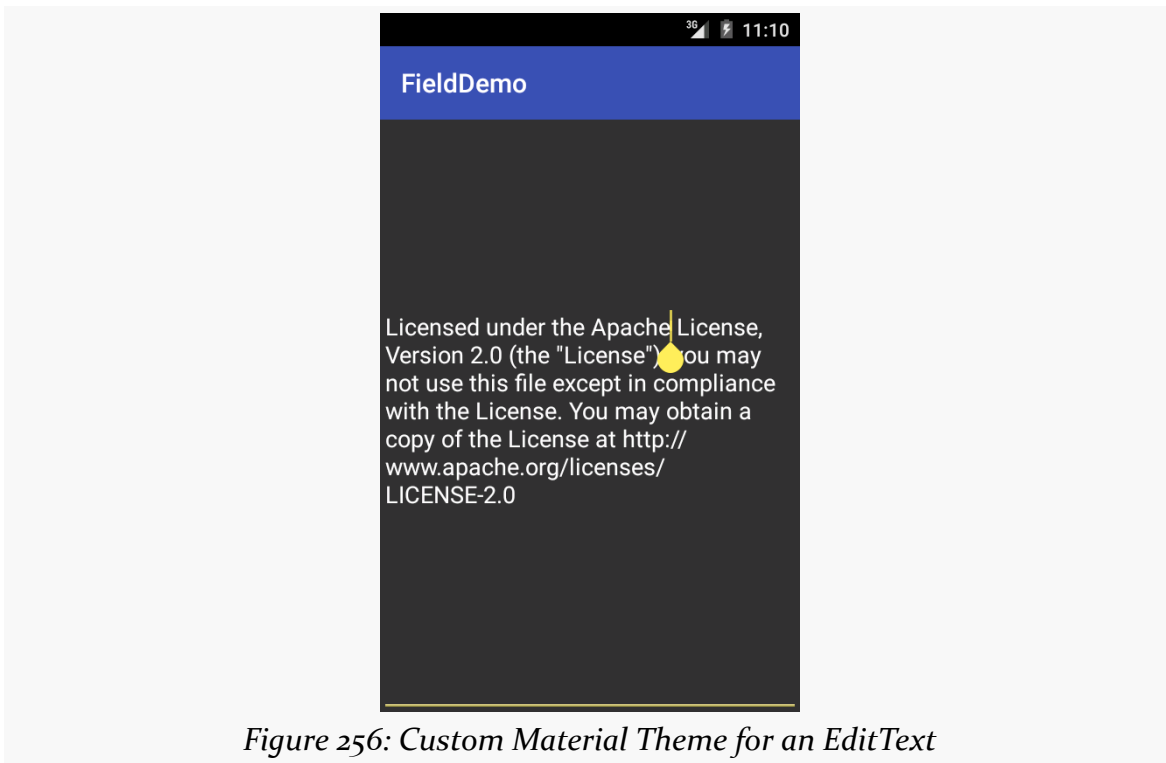 3G 11:10
FieldDemo
Licensed under the Apache License,
Version 2.0 (the "License") you may
not use this file except in compliance
with the License. You may obtain a
copy of the License at http://
www.apache.org/licenses/
LICENSE-2.0
Figure 256: Custom Material Theme for an EditText